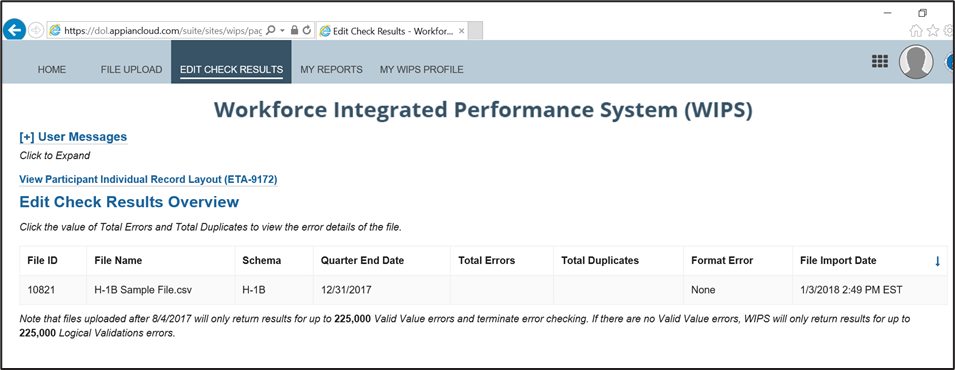 https://dol.appiancloud.com/suite/sites/wips/pag
Edit Check Results - Workfor...
HOME FILE UPLOAD EDIT CHECK RESULTS MY REPORTS MY WIPS PROFILE
Workforce Integrated Performance System (WIPS)
[+] User Messages
Click to Expand
View Participant Individual Record Layout (ETA-9172)
Edit Check Results Overview
Click the value of Total Errors and Total Duplicates to view the error details of the file.
File ID File Name Schema Quarter End Date Total Errors Total Duplicates Format Error File Import Date
10821 H-1B Sample File.csv H-1B 12/31/2017 None 1/3/2018 2:49 PM EST
Note that files uploaded after 8/4/2017 will only return results for up to 225,000 Valid Value errors and terminate error checking. If there are no Valid Value errors, WIPS will only return results for up to
225,000 Logical Validations errors.